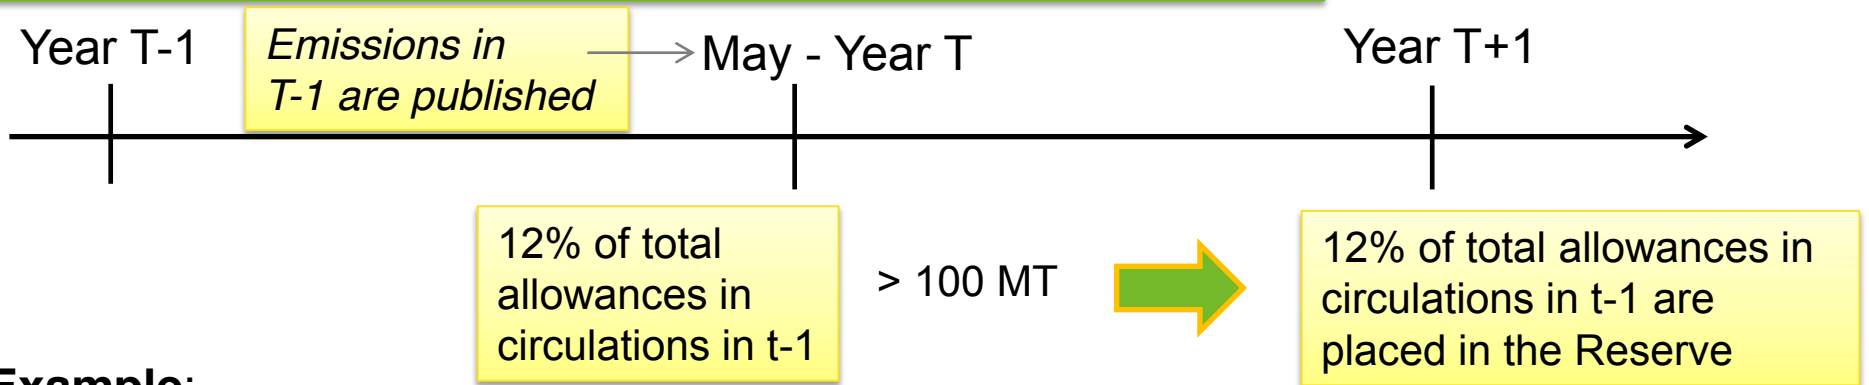 Year T-1
Emissions in
T-1 are published
May - Year T
Year T+1
12% of total
allowances in
circulations in t-1
> 100 MT
12% of total allowances in
circulations in t-1 are
placed in the Reserve
Example: